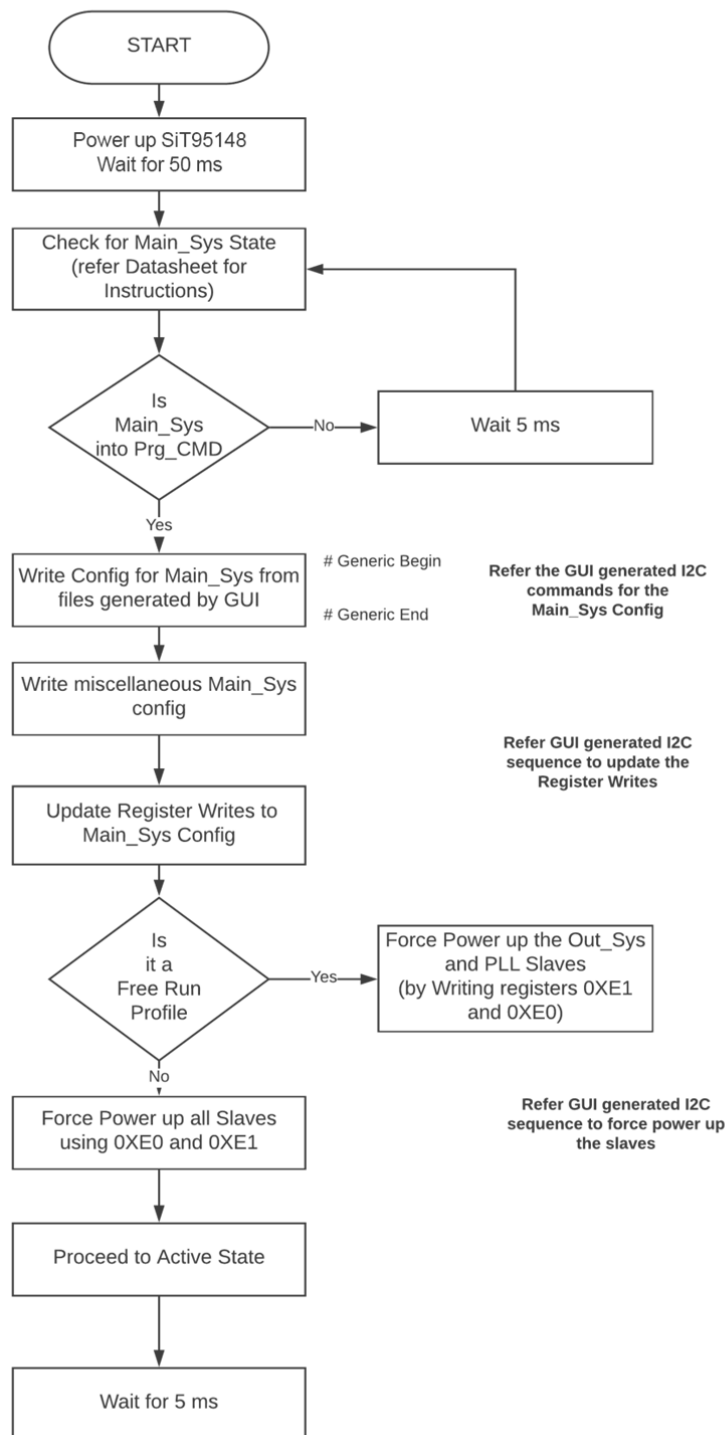 START
Power up SiT95148
Wait for 50 ms
Check for Main_Sys State
(refer Datasheet for
Instructions)
Is
Main_Sys
into Prg_CMD
No
Wait 5 ms
Yes
Write Config for Main_Sys from
files generated by GUI
# Generic Begin
# Generic End
Refer the GUI generated I2C
commands for the
Main_Sys Config
Write miscellaneous Main_Sys
config
Refer GUI generated I2C
sequence to update the
Register Writes
Update Register Writes to
Main_Sys Config
Is
it a
Free Run
Profile
Yes
Force Power up the Out_Sys
and PLL Slaves
(by Writing registers 0XE1
and 0XE0)
No
Force Power up all Slaves
using 0XE0 and 0XE1
Refer GUI generated I2C
sequence to force power up
the slaves
Proceed to Active State
Wait for 5 ms